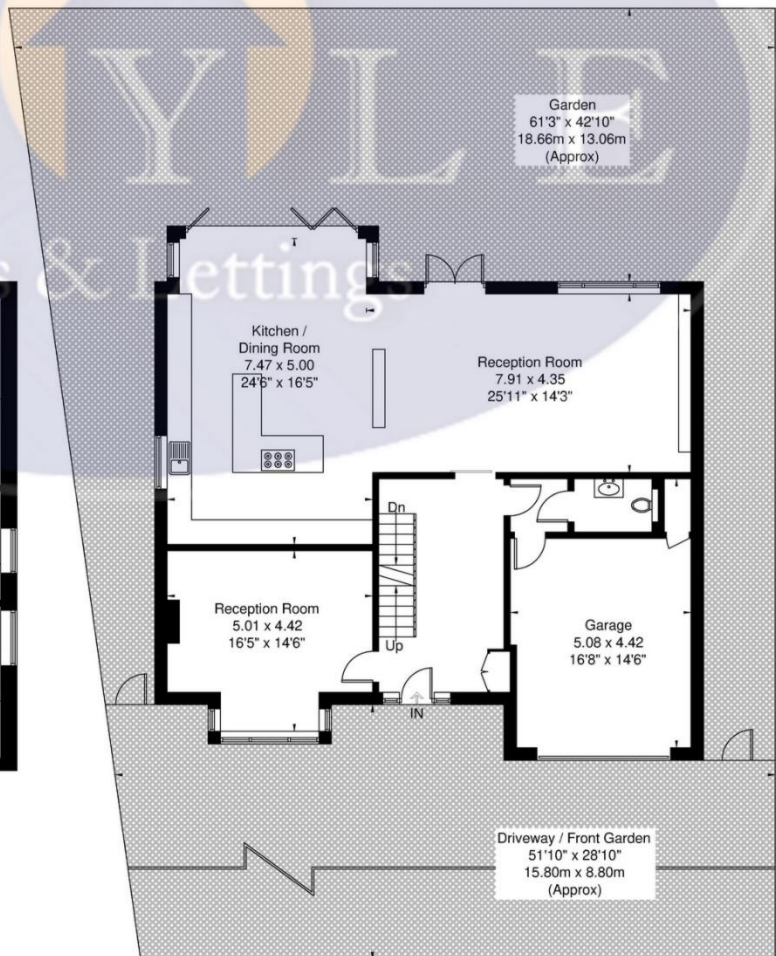 YLE
s & Lettings
Garden
61'3" x 42'10"
18.66m x 13.06m
(Approx)
Kitchen /
Dining Room
7.47 x 5.00
24'6" x 16'5"
Reception Room
7.91 x 4.35
25'11" x 14'3"
Dn
Up
Reception Room
5.01 x 4.42
16'5" x 14'6"
Garage
5.08 x 4.42
16'8" x 14'6"
IN
Driveway / Front Garden
51'10" x 28'10"
15.80m x 8.80m
(Approx)